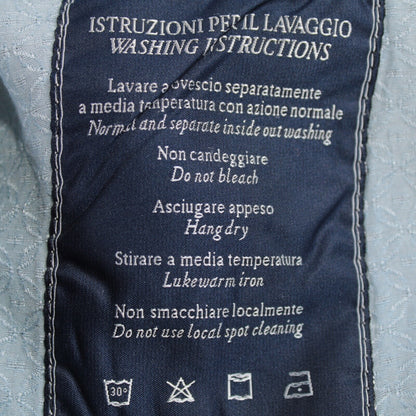 ISTRUZIONI PER IL LAVAGGIO
WASHING INSTRUCTIONS
Lavare a rovescio separatamente
a media temperatura con azione normale
Normal and separate inside out washing
Non candeggiare
Do not bleach
Asciugare appeso
Hang dry
Stirare a media temperatura
Lukewarm iron
Non smacchiare localmente
Do not use local spot cleaning
30°